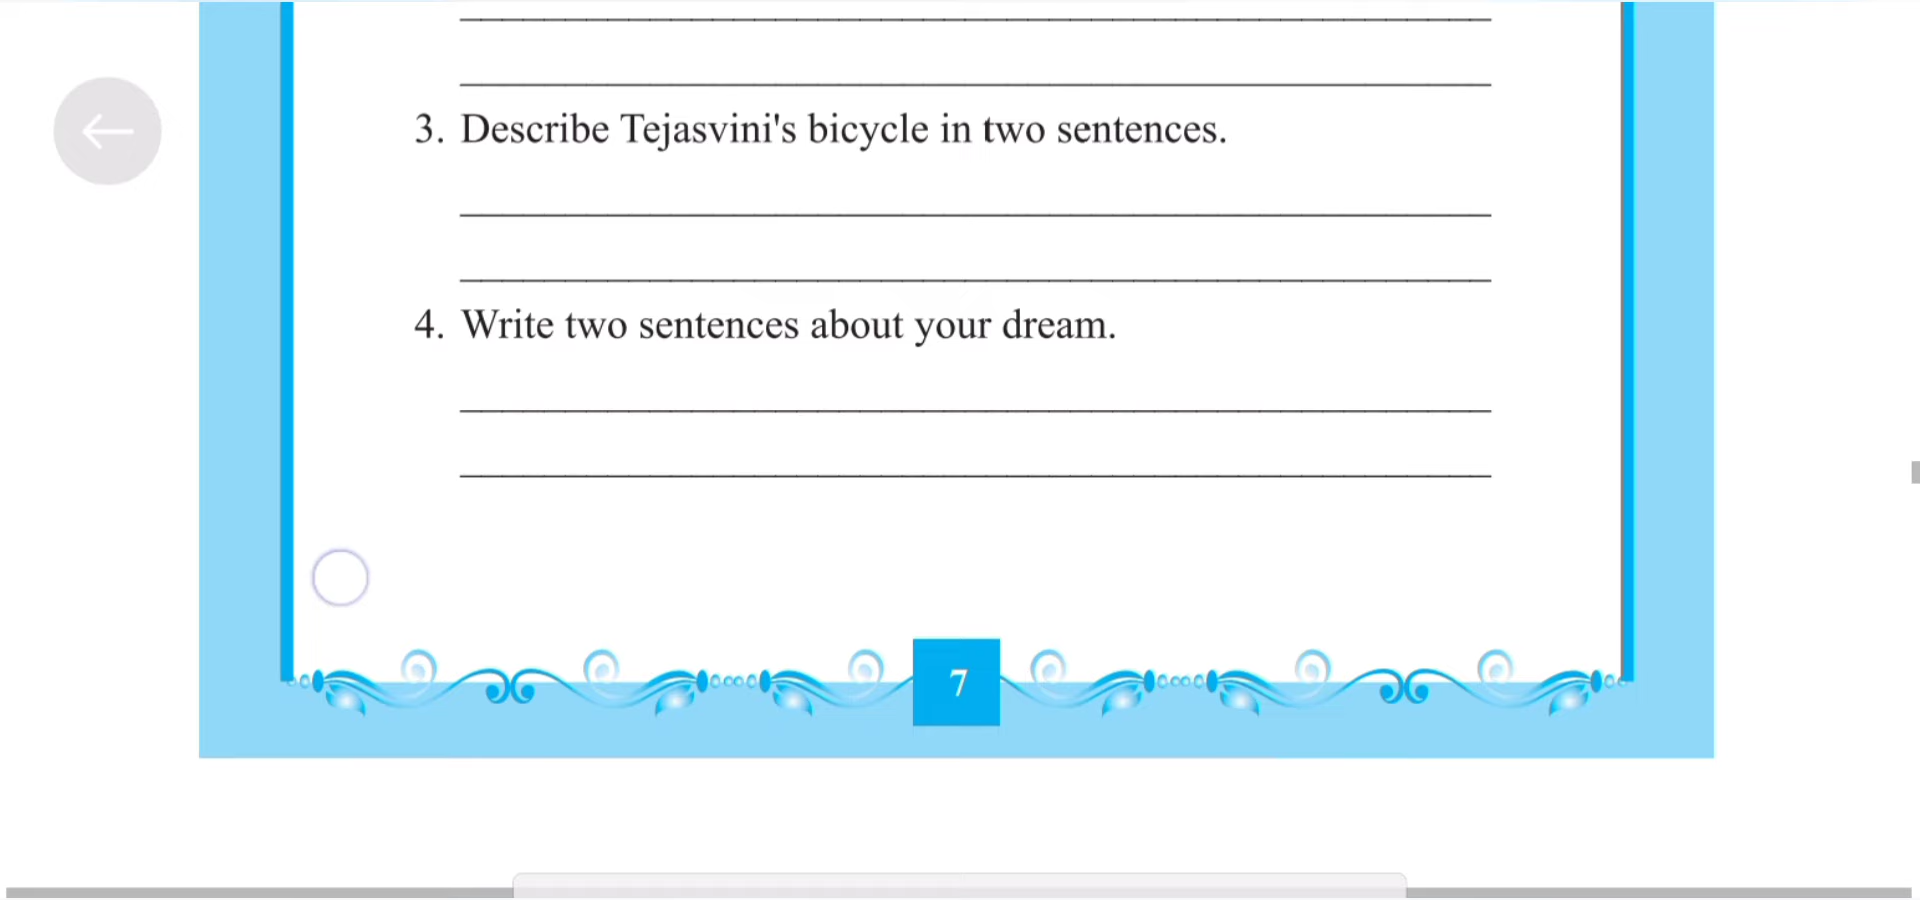 3. Describe Tejasvini's bicycle in two sentences.
4. Write two sentences about your dream.
7